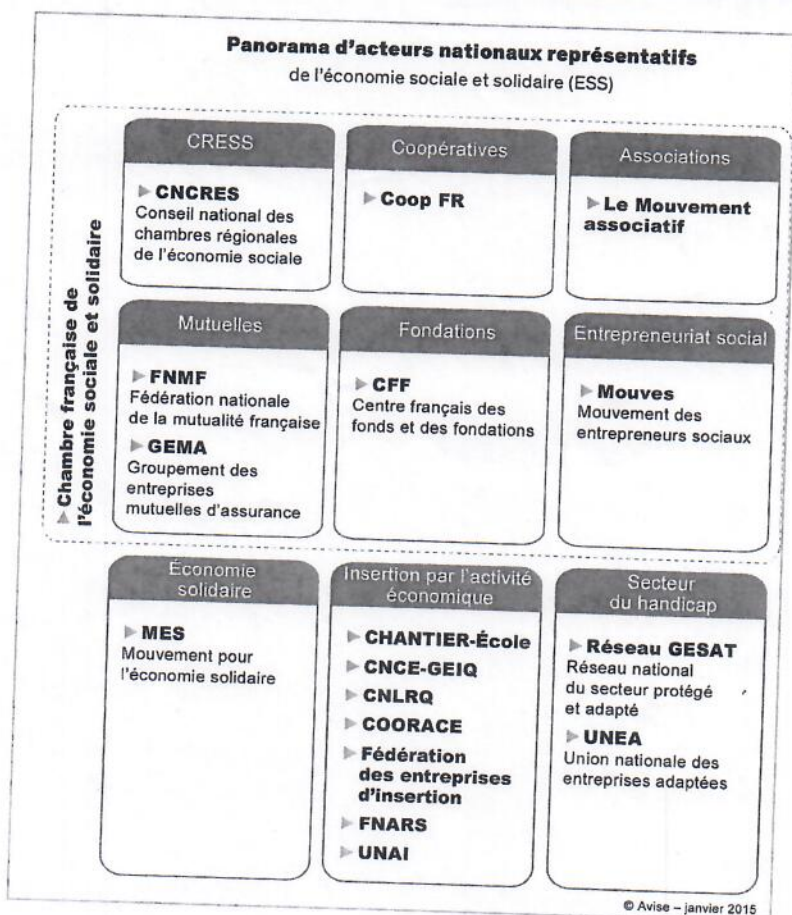 Panorama d'acteurs nationaux représentatifs
de l'économie sociale et solidaire (ESS)
▲ Chambre française de
l'économie sociale et solidaire
CRESS
▶ CNCRES
Conseil national des
chambres régionales
de l'économie sociale
Coopératives
▶ Coop FR
Associations
▶ Le Mouvement
associatif
Mutuelles
▶ FNMF
Fédération nationale
de la mutualité française
▶ GEMA
Groupement des
entreprises
mutuelles d'assurance
Fondations
▶ CFF
Centre français des
fonds et des fondations
Entrepreneuriat social
▶ Mouves
Mouvement des
entrepreneurs sociaux
Économie
solidaire
▶ MES
Mouvement pour
l'économie solidaire
Insertion par l'activité
économique
▶ CHANTIER-École
▶ CNCE-GEIQ
▶ CNLRQ
▶ COORACE
▶ Fédération
des entreprises
d'insertion
▶ FNARS
▶ UNAI
Secteur
du handicap
▶ Réseau GESAT
Réseau national
du secteur protégé
et adapté
▶ UNEA
Union nationale des
entreprises adaptées
© Avise – janvier 2015